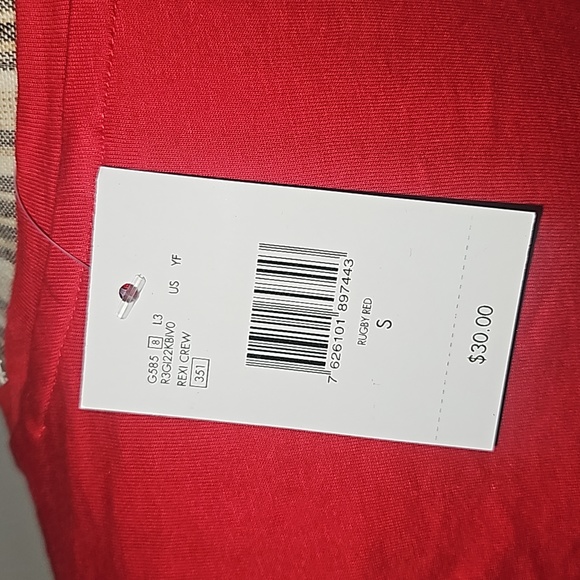 G585 8 L3
R3GI22KBIV0
REXI CREW US YF
351
7 626101 897443
RUGBY RED
S
$30.00